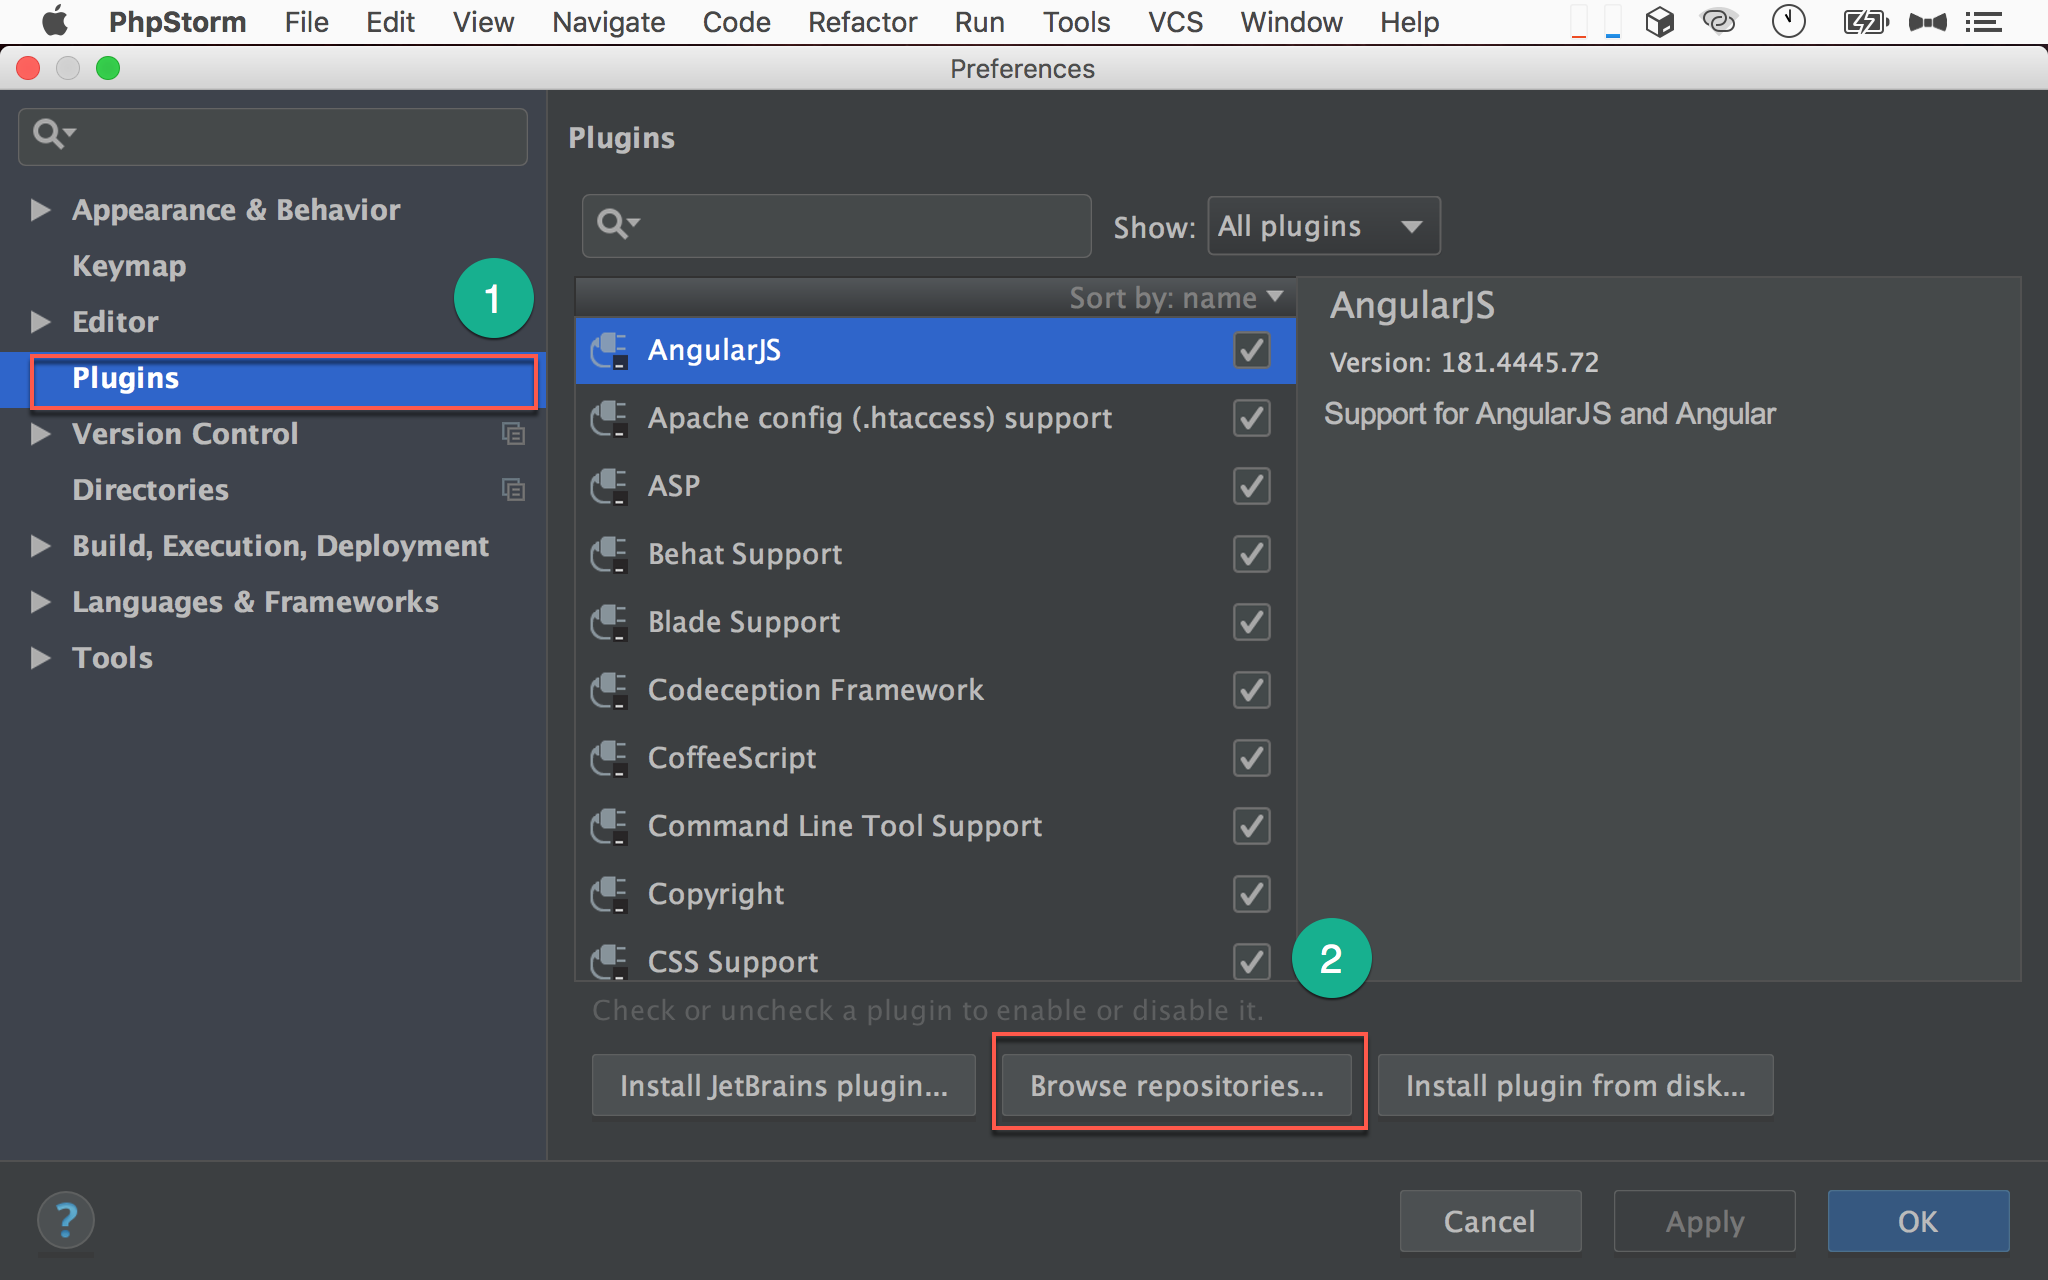 PhpStorm File Edit View Navigate Code Refactor Run Tools VCS Window Help
Preferences
Appearance & Behavior
Keymap
1
Editor
Plugins
Version Control
Directories
Build, Execution, Deployment
Languages & Frameworks
Tools
Plugins
Show: All plugins
Sort by: name
AngularJS
Apache config (.htaccess) support
ASP
Behat Support
Blade Support
Codeception Framework
CoffeeScript
Command Line Tool Support
Copyright
CSS Support
AngularJS
Version: 181.4445.72
Support for AngularJS and Angular
2
Check or uncheck a plugin to enable or disable it.
Install JetBrains plugin... Browse repositories... Install plugin from disk...
? Cancel Apply OK